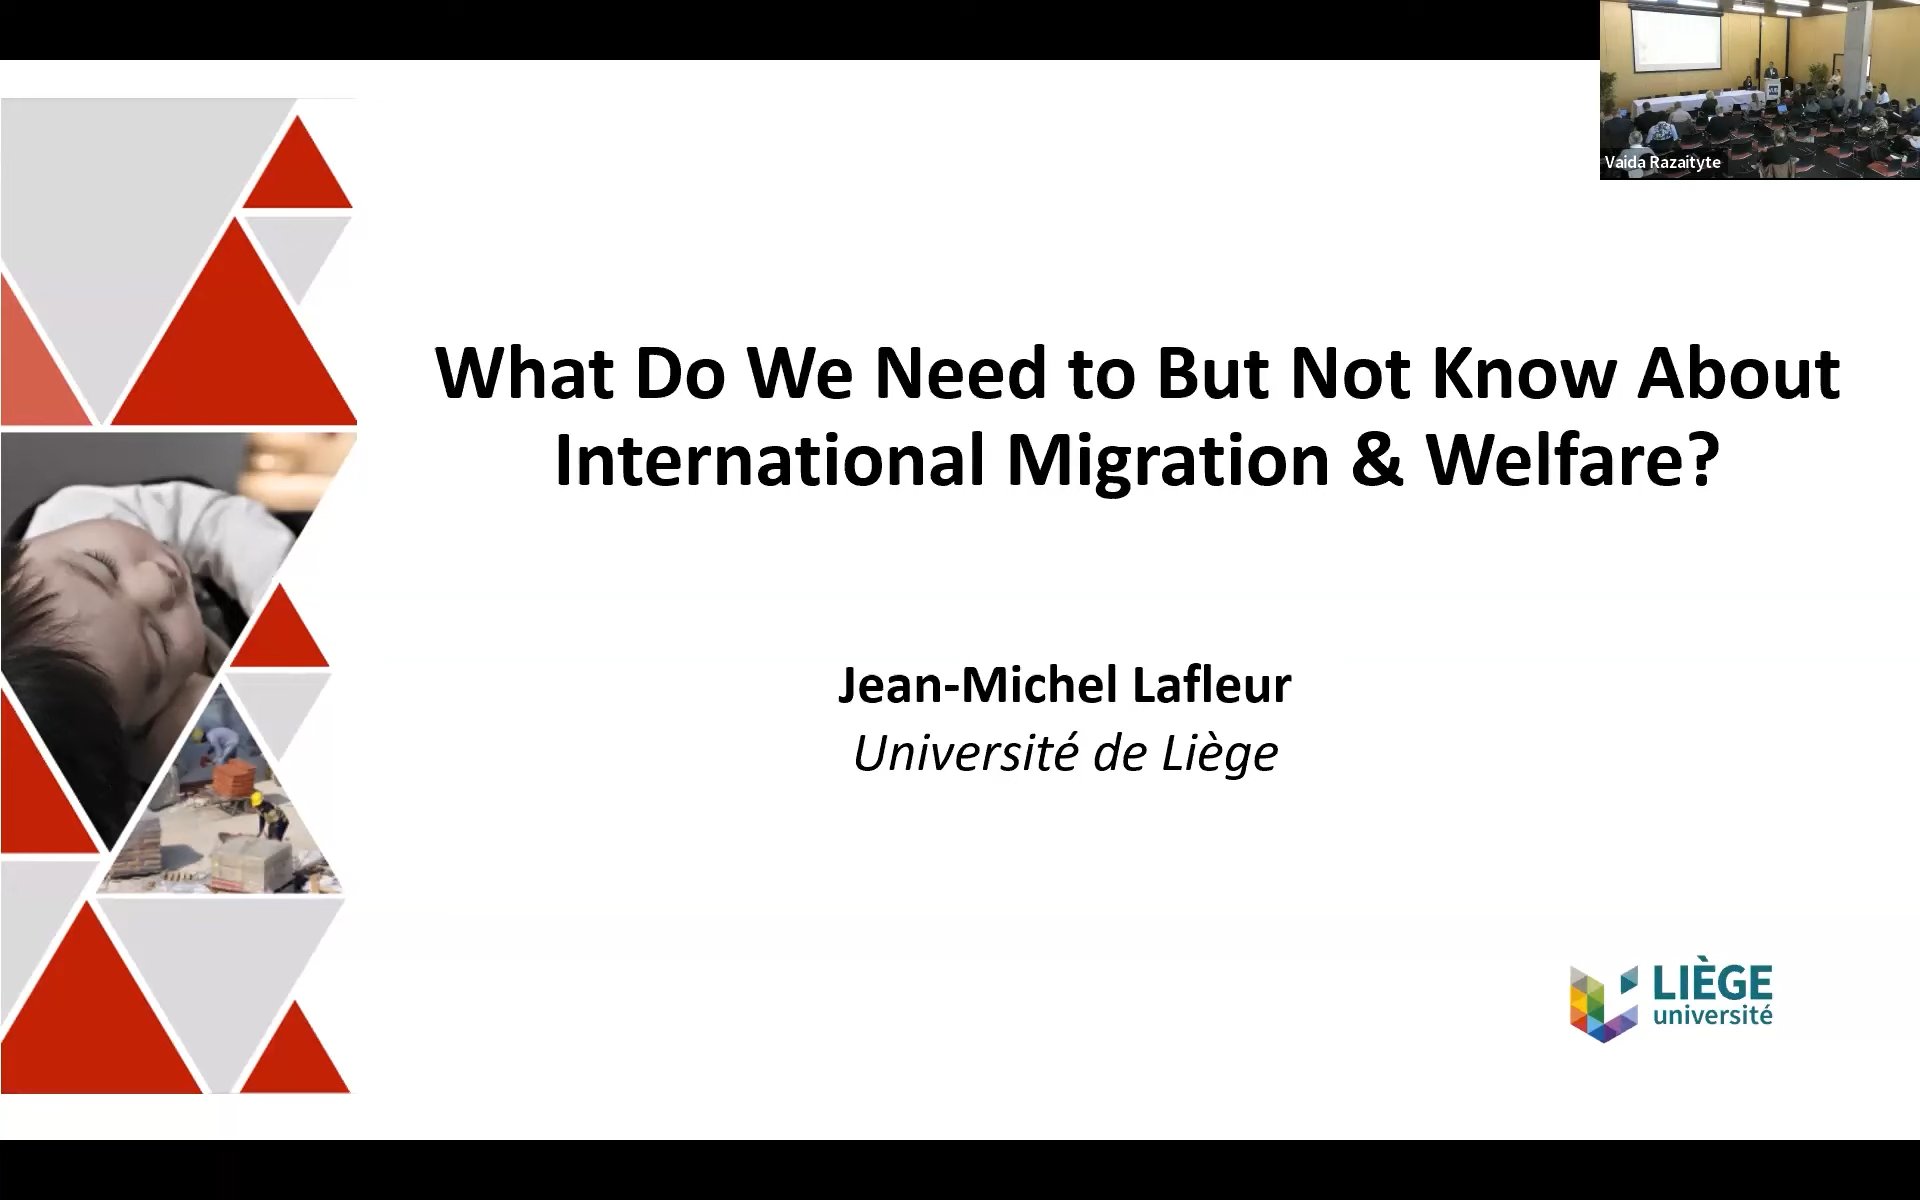 Vaida Razaityte
What Do We Need to But Not Know About
International Migration & Welfare?
Jean-Michel Lafleur
Université de Liège
LIÈGE
université